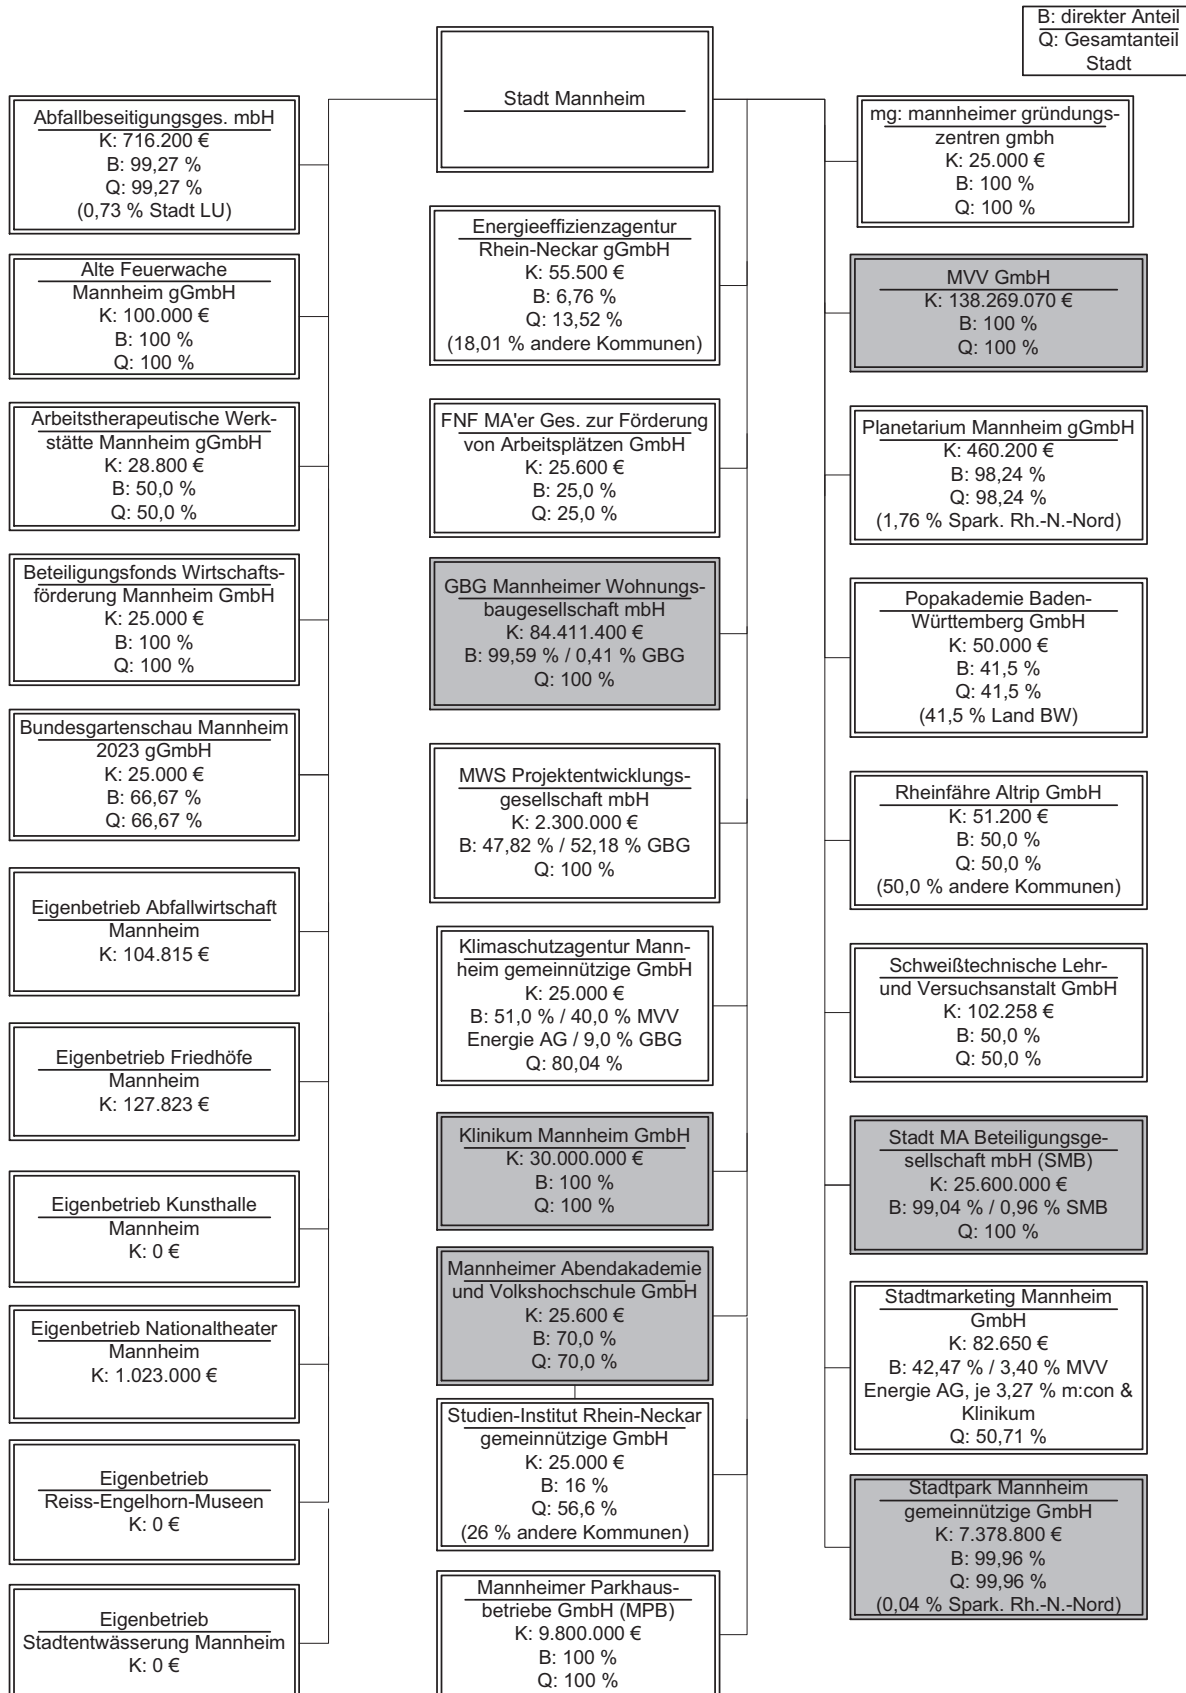 B: direkter Anteil
Q: Gesamtanteil
Stadt
Stadt Mannheim
Abfallbeseitigungsges. mbH
K: 716.200 €
B: 99,27 %
Q: 99,27 %
(0,73 % Stadt LU)
Alte Feuerwache
Mannheim gGmbH
K: 100.000 €
B: 100 %
Q: 100 %
Arbeitstherapeutische Werk-
stätte Mannheim gGmbH
K: 28.800 €
B: 50,0 %
Q: 50,0 %
Beteiligungsfonds Wirtschafts-
förderung Mannheim GmbH
K: 25.000 €
B: 100 %
Q: 100 %
Bundesgartenschau Mannheim
2023 gGmbH
K: 25.000 €
B: 66,67 %
Q: 66,67 %
Eigenbetrieb Abfallwirtschaft
Mannheim
K: 104.815 €
Eigenbetrieb Friedhöfe
Mannheim
K: 127.823 €
Eigenbetrieb Kunsthalle
Mannheim
K: 0 €
Eigenbetrieb Nationaltheater
Mannheim
K: 1.023.000 €
Eigenbetrieb
Reiss-Engelhorn-Museen
K: 0 €
Eigenbetrieb
Stadtentwässerung Mannheim
K: 0 €
Energieeffizienzagentur
Rhein-Neckar gGmbH
K: 55.500 €
B: 6,76 %
Q: 13,52 %
(18,01 % andere Kommunen)
FNF MA'er Ges. zur Förderung
von Arbeitsplätzen GmbH
K: 25.600 €
B: 25,0 %
Q: 25,0 %
GBG Mannheimer Wohnungs-
baugesellschaft mbH
K: 84.411.400 €
B: 99,59 % / 0,41 % GBG
Q: 100 %
MWS Projektentwicklungs-
gesellschaft mbH
K: 2.300.000 €
B: 47,82 % / 52,18 % GBG
Q: 100 %
Klimaschutzagentur Mann-
heim gemeinnützige GmbH
K: 25.000 €
B: 51,0 % / 40,0 % MVV
Energie AG / 9,0 % GBG
Q: 80,04 %
Klinikum Mannheim GmbH
K: 30.000.000 €
B: 100 %
Q: 100 %
Mannheimer Abendakademie
und Volkshochschule GmbH
K: 25.600 €
B: 70,0 %
Q: 70,0 %
Studien-Institut Rhein-Neckar
gemeinnützige GmbH
K: 25.000 €
B: 16 %
Q: 56,6 %
(26 % andere Kommunen)
Mannheimer Parkhaus-
betriebe GmbH (MPB)
K: 9.800.000 €
B: 100 %
Q: 100 %
mg: mannheimer gründungs-
zentren gmbh
K: 25.000 €
B: 100 %
Q: 100 %
MVV GmbH
K: 138.269.070 €
B: 100 %
Q: 100 %
Planetarium Mannheim gGmbH
K: 460.200 €
B: 98,24 %
Q: 98,24 %
(1,76 % Spark. Rh.-N.-Nord)
Popakademie Baden-
Württemberg GmbH
K: 50.000 €
B: 41,5 %
Q: 41,5 %
(41,5 % Land BW)
Rheinfähre Altrip GmbH
K: 51.200 €
B: 50,0 %
Q: 50,0 %
(50,0 % andere Kommunen)
Schweißtechnische Lehr-
und Versuchsanstalt GmbH
K: 102.258 €
B: 50,0 %
Q: 50,0 %
Stadt MA Beteiligungsge-
sellschaft mbH (SMB)
K: 25.600.000 €
B: 99,04 % / 0,96 % SMB
Q: 100 %
Stadtmarketing Mannheim
GmbH
K: 82.650 €
B: 42,47 % / 3,40 % MVV
Energie AG, je 3,27 % m:con &
Klinikum
Q: 50,71 %
Stadtpark Mannheim
gemeinnützige GmbH
K: 7.378.800 €
B: 99,96 %
Q: 99,96 %
(0,04 % Spark. Rh.-N.-Nord)